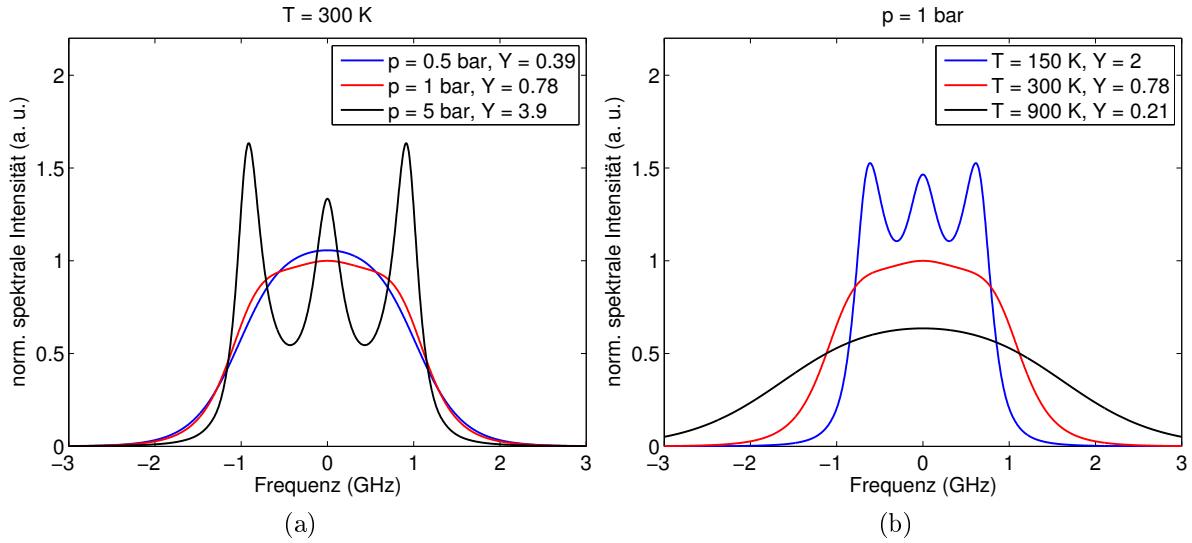 T = 300 K
p = 0.5 bar, Y = 0.39
p = 1 bar, Y = 0.78
p = 5 bar, Y = 3.9
norm. spektrale Intensität (a. u.)
2
1.5
1
0.5
0
−3 −2 −1 0 1 2 3
Frequenz (GHz)
(a)
p = 1 bar
T = 150 K, Y = 2
T = 300 K, Y = 0.78
T = 900 K, Y = 0.21
norm. spektrale Intensität (a. u.)
2
1.5
1
0.5
0
−3 −2 −1 0 1 2 3
Frequenz (GHz)
(b)